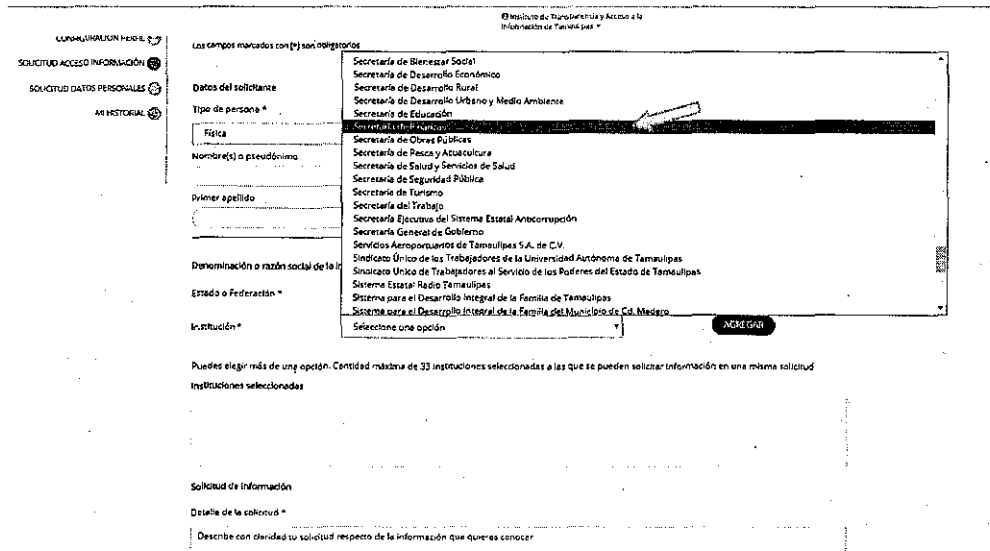 Instituto de Transparencia y Acceso a la
Información de Tamaulipas
CONFIGURACIÓN PERFIL
Los campos marcados con (*) son obligatorios
SOLICITUD ACCESO INFORMACIÓN
SOLICITUD DATOS PERSONALES
MI HISTORIAL
Datos del solicitante
Tipo de persona *
Física
Nombre(s) o pseudónimo
Primer apellido
Denominación o razón social de la
Estado o Federación *
Secretaría de Bienestar Social
Secretaría de Desarrollo Económico
Secretaría de Desarrollo Rural
Secretaría de Desarrollo Urbano y Medio Ambiente
Secretaría de Educación
Secretaría de Finanzas
Secretaría de Obras Públicas
Secretaría de Pesca y Acuacultura
Secretaría de Salud y Servicios de Salud
Secretaría de Seguridad Pública
Secretaría de Turismo
Secretaría del Trabajo
Secretaría Ejecutiva del Sistema Estatal Anticorrupción
Secretaría General de Gobierno
Servicios Aeroportuarios de Tamaulipas S.A. de C.V.
Sindicato Único de los Trabajadores de la Universidad Autónoma de Tamaulipas
Sindicato Único de Trabajadores al Servicio de los Poderes del Estado de Tamaulipas
Sistema Estatal Radio Tamaulipas
Sistema para el Desarrollo Integral de la Familia de Tamaulipas
Sistema para el Desarrollo Integral de la Familia del Municipio de Cd. Madero
Institución *
Seleccione una opción
AGREGAR
Puedes elegir más de una opción. Cantidad máxima de 33 instituciones seleccionadas a las que se pueden solicitar información en una misma solicitud
Instituciones seleccionadas
Solicitud de información
Detalle de la solicitud *
Describe con claridad tu solicitud respecto de la información que quieres conocer